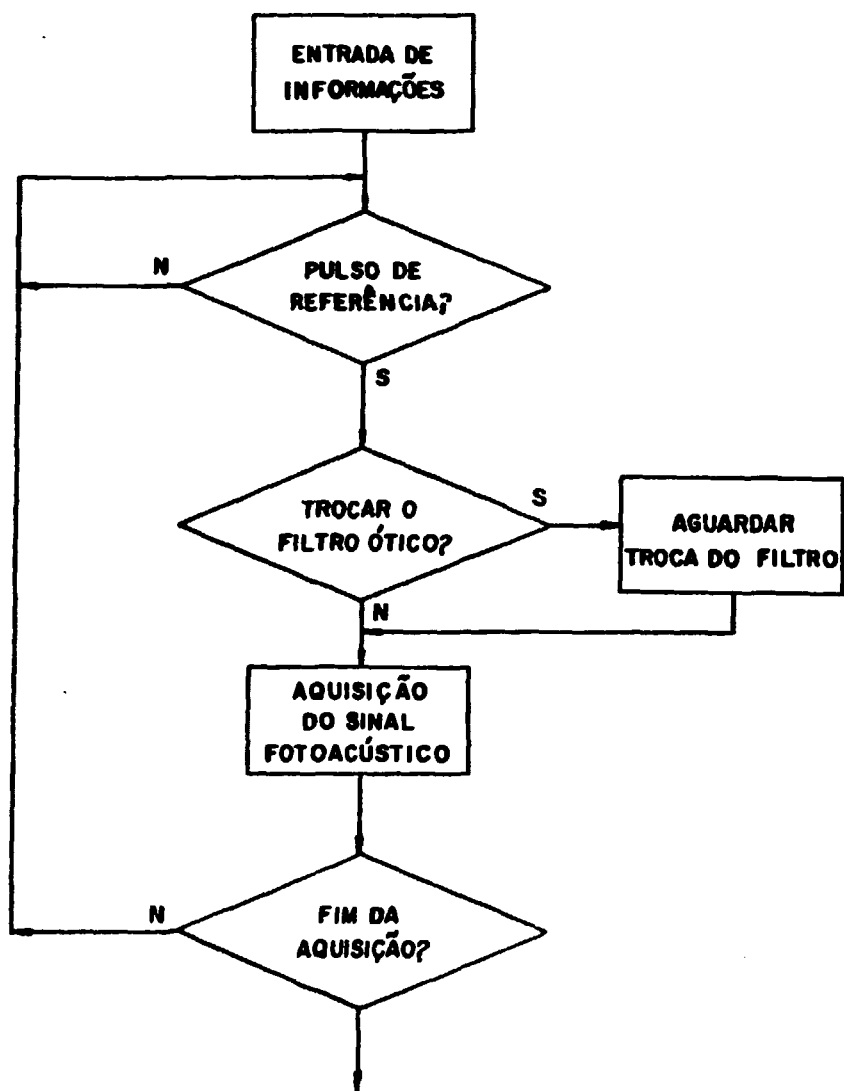 ENTRADA DE
INFORMAÇÕES
N
PULSO DE
REFERÊNCIA?
S
TROCAR O
FILTRO ÓTICO?
S
AGUARDAR
TROCA DO FILTRO
N
AQUISIÇÃO
DO SINAL
FOTOACÚSTICO
N
FIM DA
AQUISIÇÃO?